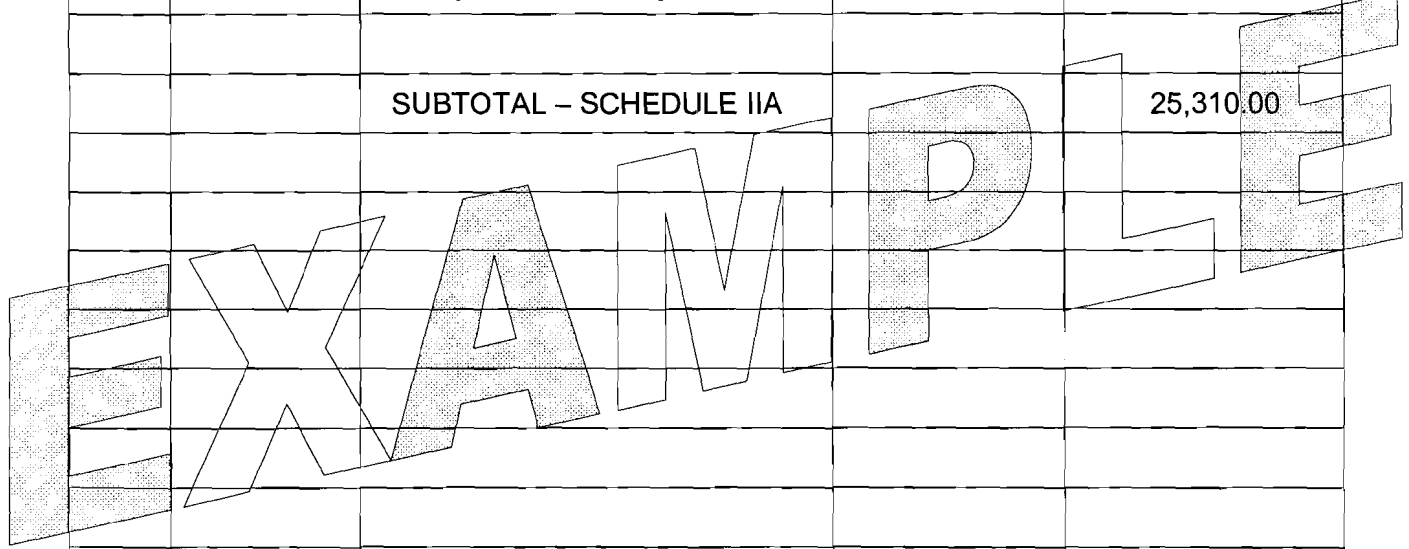 SUBTOTAL – SCHEDULE IIA 25,310.00
EXAMPLE